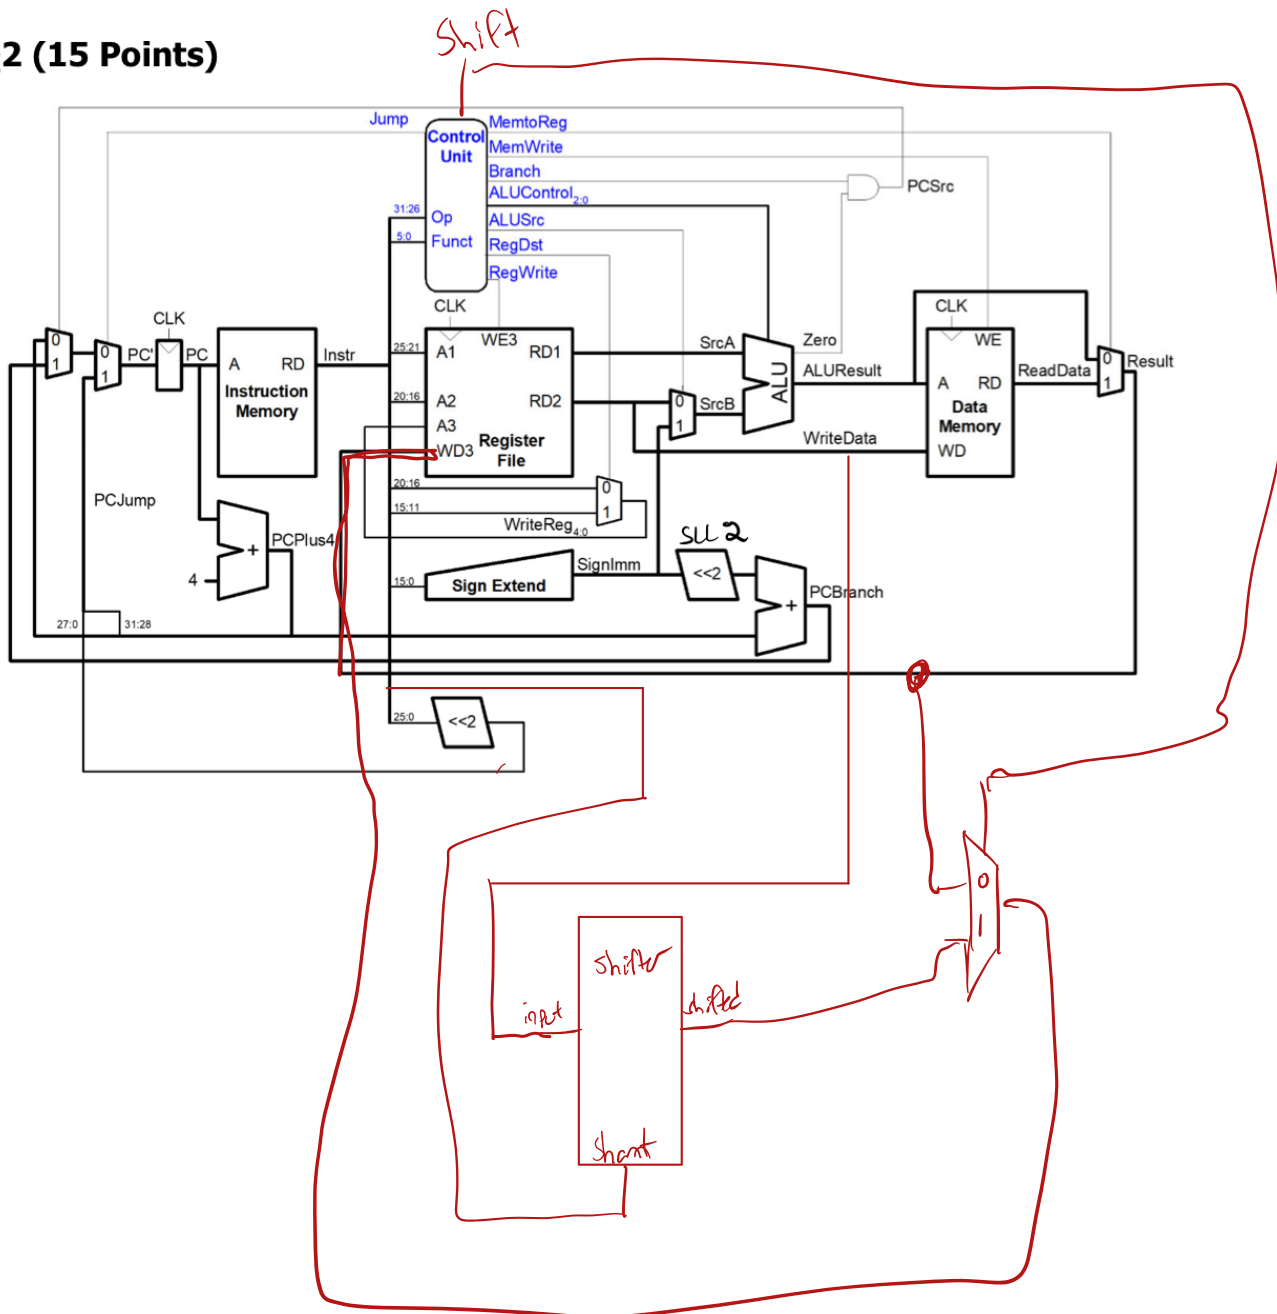 2 (15 Points)
Shift
Jump
Control
Unit
MemtoReg
MemWrite
Branch
ALUControl2:0
ALUSrc
RegDst
RegWrite
PCSrc
31:26
Op
5:0
Funct
CLK
CLK
CLK
0
1
0
1
PC'
PC
A
RD
Instruction
Memory
Instr
25:21
A1
WE3
RD1
20:16
A2
RD2
A3
WD3
Register
File
SrcA
0
1
SrcB
ALU
Zero
ALUResult
WriteData
WE
A
RD
Data
Memory
WD
ReadData
0
1
Result
PCJump
20:16
0
15:11
1
WriteReg4:0
PCPlus4
+
4
SLL 2
SignImm
15:0
Sign Extend
<<2
+
PCBranch
27:0
31:28
25:0
<<2
0
1
shifter
input
shifted
shamt